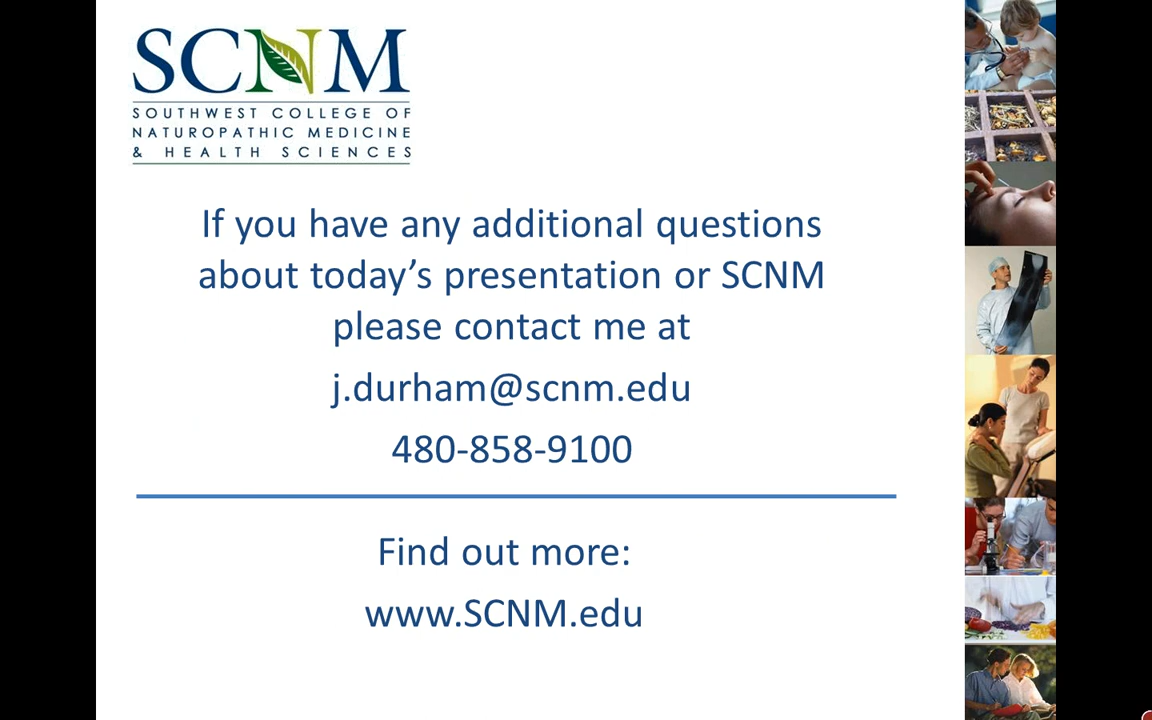 SCNM
SOUTHWEST COLLEGE OF
NATUROPATHIC MEDICINE
& HEALTH SCIENCES
If you have any additional questions
about today’s presentation or SCNM
please contact me at
j.durham@scnm.edu
480-858-9100
Find out more:
www.SCNM.edu